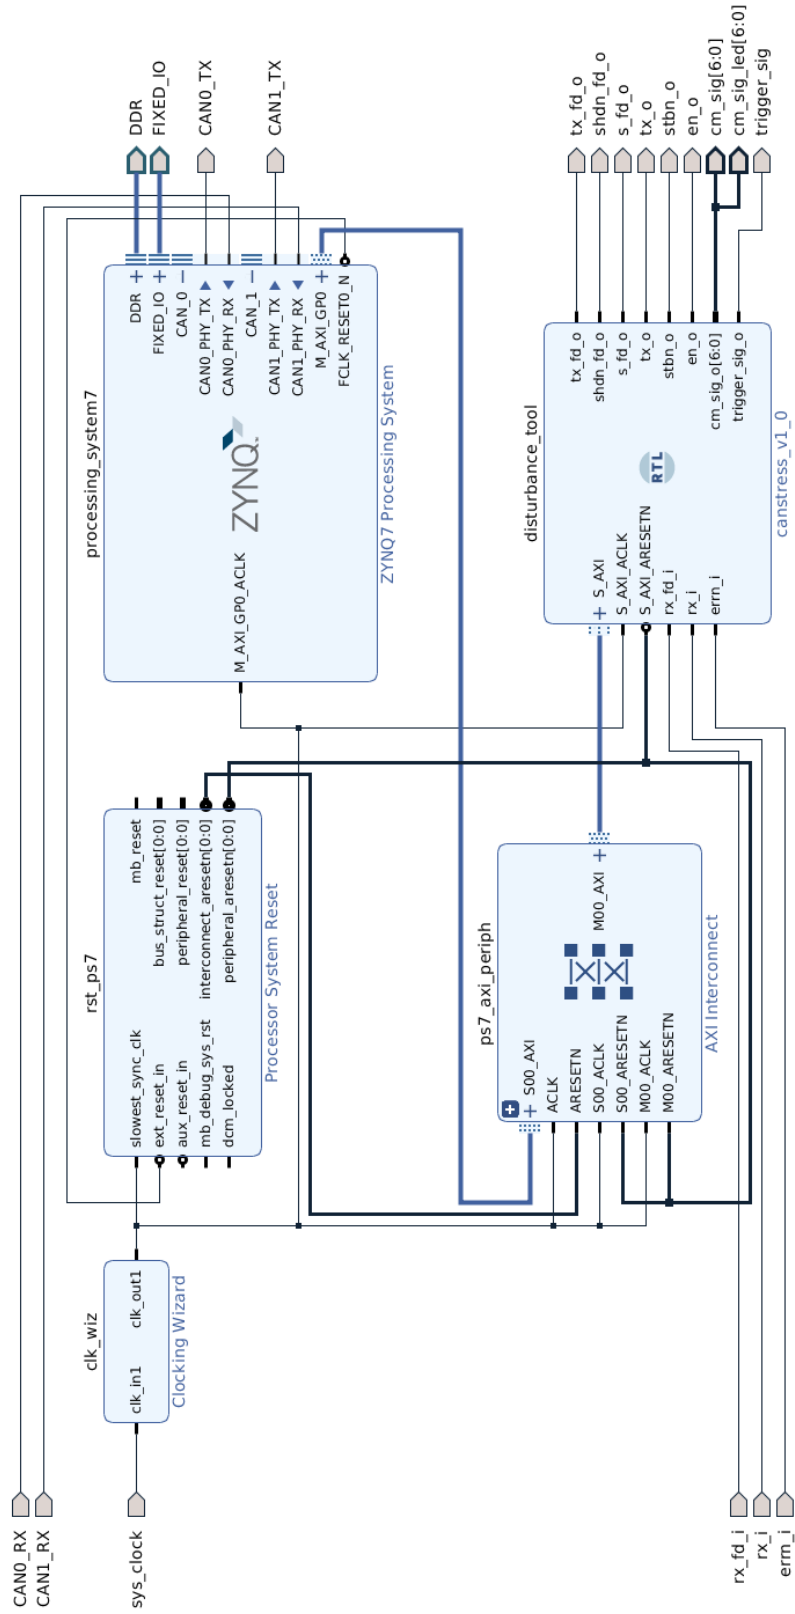 CAN0_RX
CAN1_RX
sys_clock
clk_wiz
clk_in1
clk_out1
Clocking Wizard
rst_ps7
slowest_sync_clk
ext_reset_in
aux_reset_in
mb_debug_sys_rst
dcm_locked
mb_reset
bus_struct_reset[0:0]
peripheral_reset[0:0]
interconnect_aresetn[0:0]
peripheral_aresetn[0:0]
Processor System Reset
processing_system7
M_AXI_GP0_ACLK
ZYNQ
DDR
FIXED_IO
CAN_0
CAN0_PHY_TX
CAN0_PHY_RX
CAN_1
CAN1_PHY_TX
CAN1_PHY_RX
M_AXI_GP0
FCLK_RESET0_N
ZYNQ7 Processing System
DDR
FIXED_IO
CAN0_TX
CAN1_TX
ps7_axi_periph
S00_AXI
ACLK
ARESETN
S00_ACLK
S00_ARESETN
M00_ACLK
M00_ARESETN
M00_AXI
AXI Interconnect
disturbance_tool
S_AXI
S_AXI_ACLK
S_AXI_ARESETN
rx_fd_i
rx_i
errn_i
RTL
tx_fd_o
shdn_fd_o
s_fd_o
tx_o
stbn_o
en_o
cm_sig_o[6:0]
trigger_sig_o
canstress_v1_0
tx_fd_o
shdn_fd_o
s_fd_o
tx_o
stbn_o
en_o
cm_sig[6:0]
cm_sig_led[6:0]
trigger_sig
rx_fd_i
rx_i
errn_i